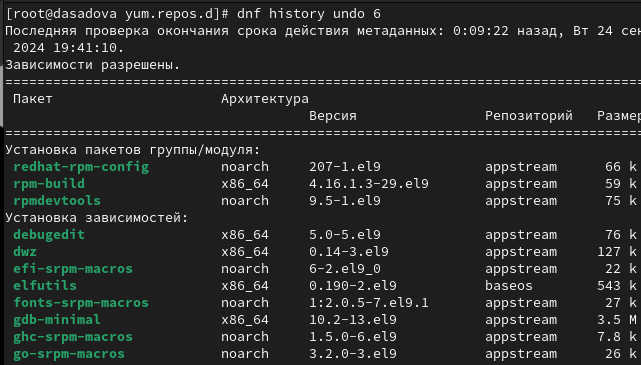 [root@dasadova yum.repos.d]# dnf history undo 6
Последняя проверка окончания срока действия метаданных: 0:09:22 назад, Вт 24 сен
2024 19:41:10.
Зависимости разрешены.
================================================================================
Пакет Архитектура
Версия Репозиторий Размер
================================================================================
Установка пакетов группы/модуля:
redhat-rpm-config noarch 207-1.el9 appstream 66 k
rpm-build x86_64 4.16.1.3-29.el9 appstream 59 k
rpmdevtools noarch 9.5-1.el9 appstream 75 k
Установка зависимостей:
debugedit x86_64 5.0-5.el9 appstream 76 k
dwz x86_64 0.14-3.el9 appstream 127 k
efi-srpm-macros noarch 6-2.el9_0 appstream 22 k
elfutils x86_64 0.190-2.el9 baseos 543 k
fonts-srpm-macros noarch 1:2.0.5-7.el9.1 appstream 27 k
gdb-minimal x86_64 10.2-13.el9 appstream 3.5 M
ghc-srpm-macros noarch 1.5.0-6.el9 appstream 7.8 k
go-srpm-macros noarch 3.2.0-3.el9 appstream 26 k